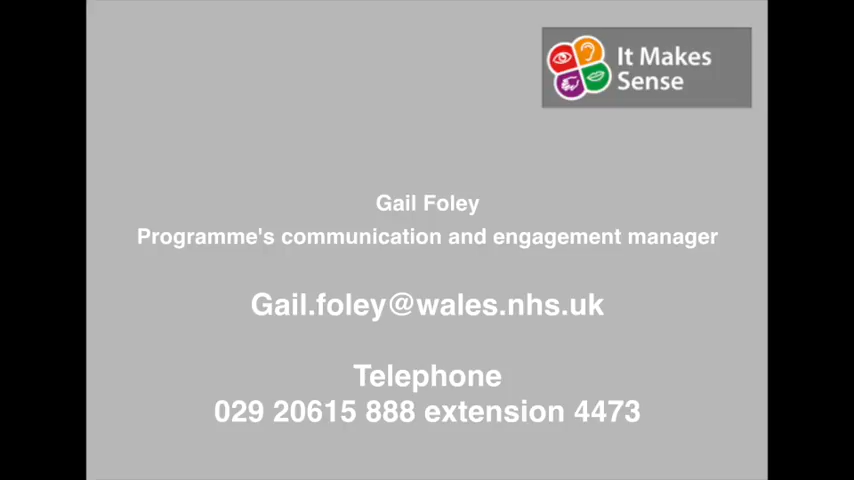 It Makes
Sense
Gail Foley
Programme's communication and engagement manager
Gail.foley@wales.nhs.uk
Telephone
029 20615 888 extension 4473